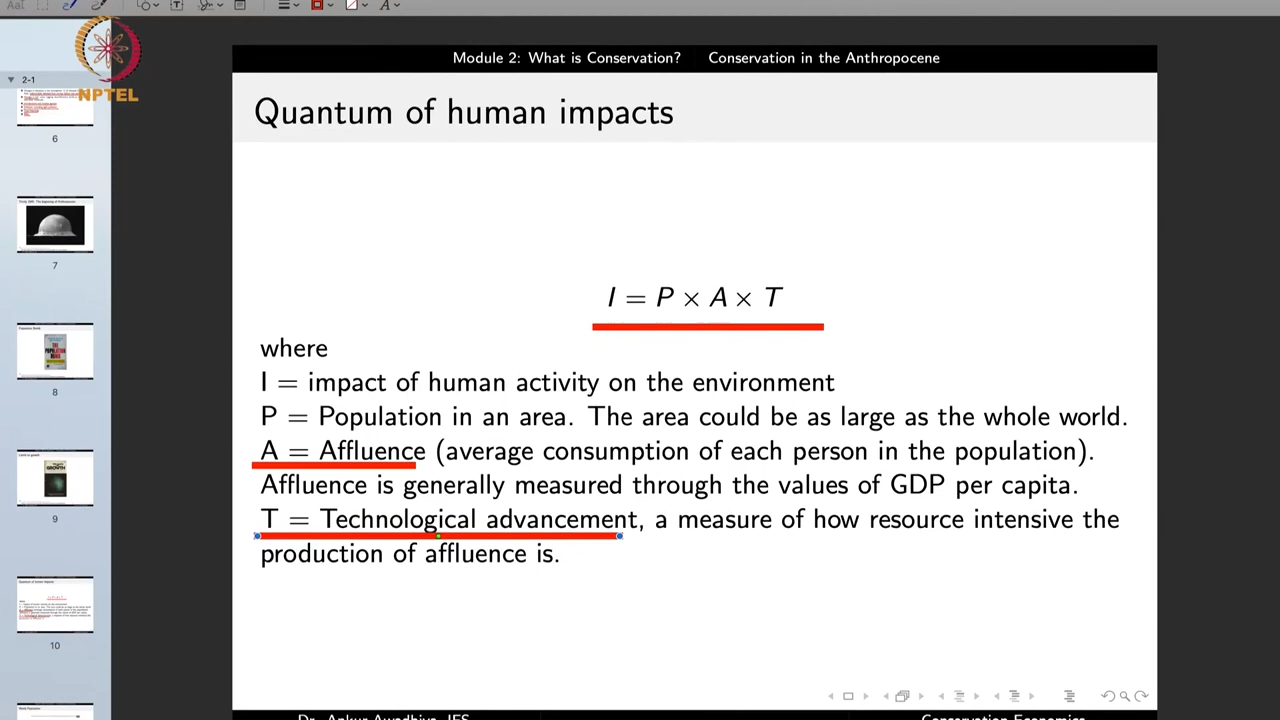 NPTEL
2-1
6
7
8
9
10
Module 2: What is Conservation? Conservation in the Anthropocene
Quantum of human impacts
I = P × A × T
where
I = impact of human activity on the environment
P = Population in an area. The area could be as large as the whole world.
A = Affluence (average consumption of each person in the population).
Affluence is generally measured through the values of GDP per capita.
T = Technological advancement, a measure of how resource intensive the
production of affluence is.